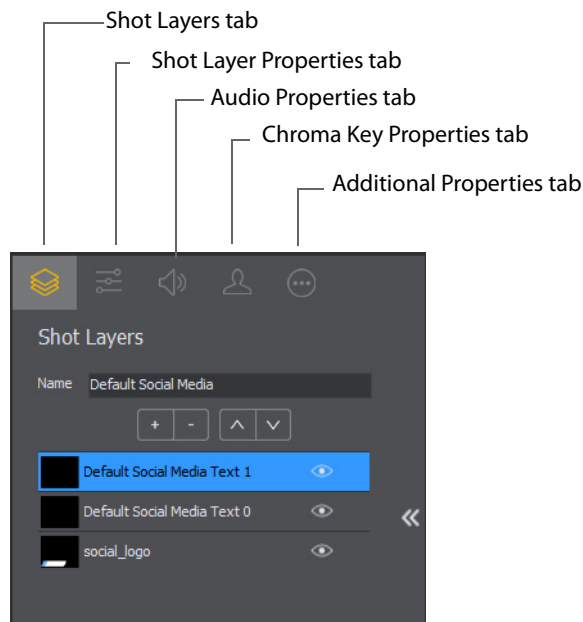 Shot Layers tab
Shot Layer Properties tab
Audio Properties tab
Chroma Key Properties tab
Additional Properties tab
Shot Layers
Name Default Social Media
+ -
Default Social Media Text 1
Default Social Media Text 0
social_logo